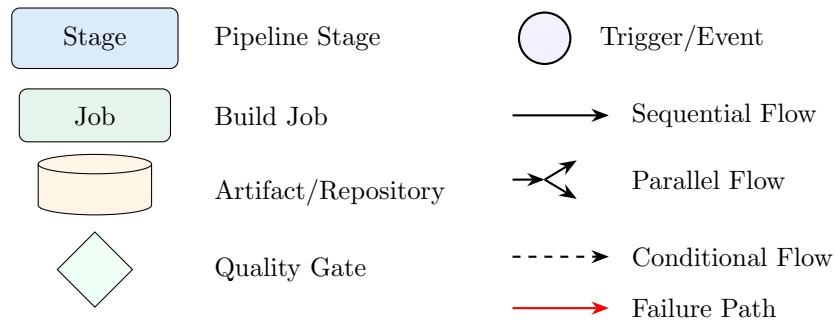 Stage Pipeline Stage
Trigger/Event
Job Build Job
Sequential Flow
Artifact/Repository
Parallel Flow
Quality Gate
Conditional Flow
Failure Path